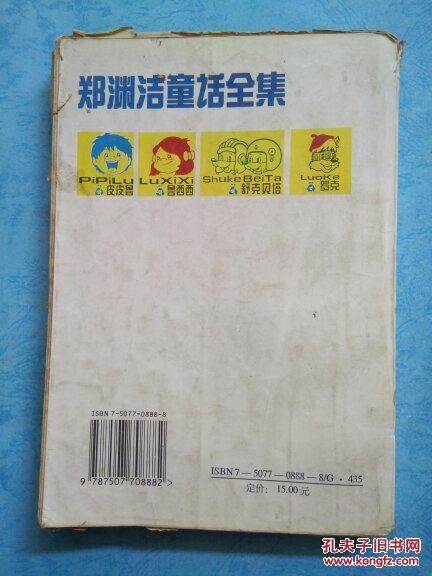 郑渊洁童话全集
PiPiLu
皮皮鲁
LuXiXi
鲁西西
ShukeBeiTa
舒克贝塔
LuoKe
罗克
ISBN 7-5077-0888-8
9 787507 708882 >
ISBN 7—5077—0888—8/G·435
定价：15.00元
孔夫子旧书网
KONGFZ.COM